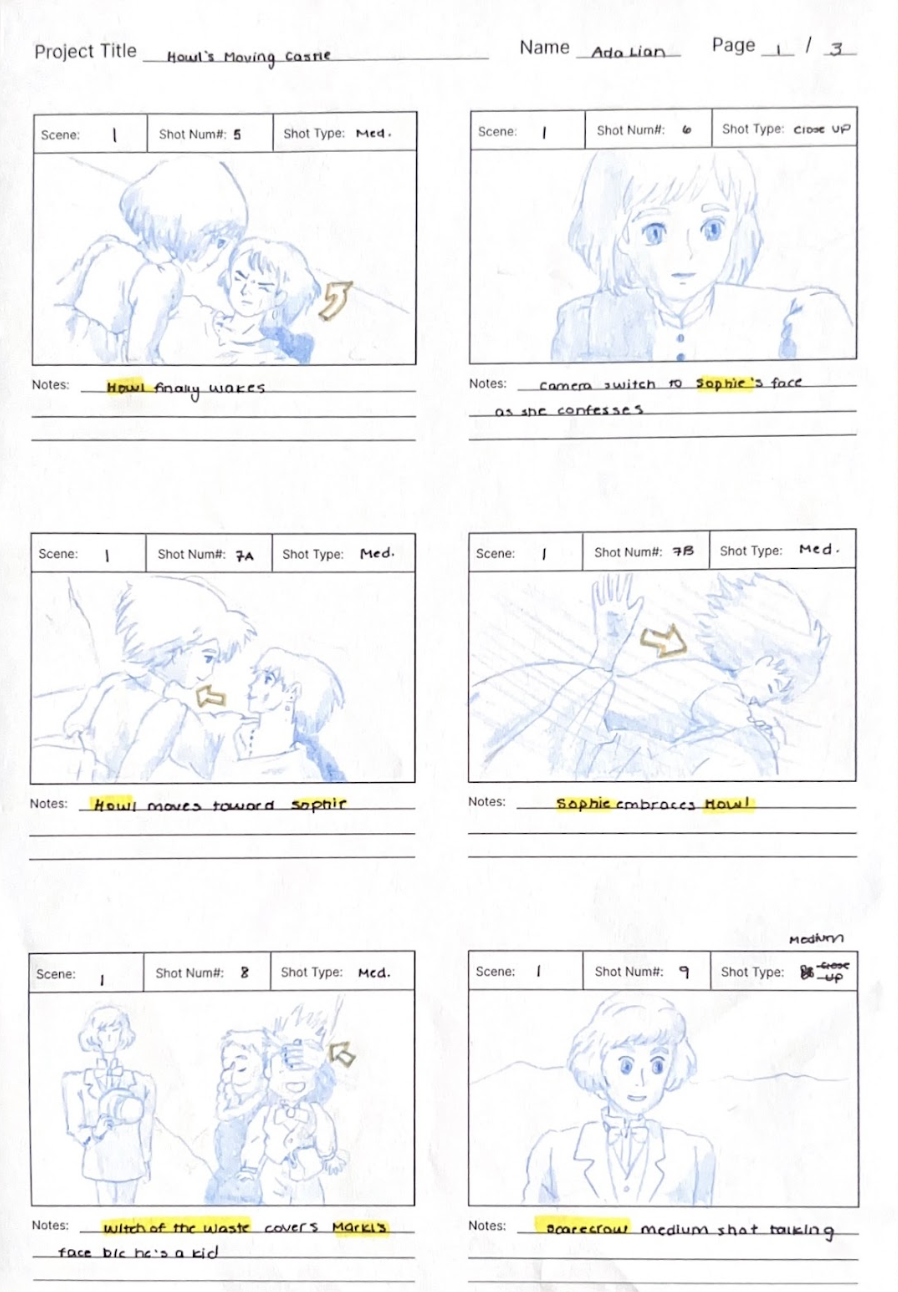 Project Title Howl's Moving Castle Name Ada Lian Page 1 / 3
Scene: 1 Shot Num#: 5 Shot Type: Med.
Notes: Howl finally wakes
Scene: 1 Shot Num#: 6 Shot Type: Close Up
Notes: Camera switch to Sophie's face
as she confesses
Scene: 1 Shot Num#: 7A Shot Type: Med.
Notes: Howl moves toward Sophie
Scene: 1 Shot Num#: 7B Shot Type: Med.
Notes: Sophie embraces Howl
Scene: 1 Shot Num#: 8 Shot Type: Med.
Notes: Witch of the Waste covers Markl's
face b/c he's a kid
Medium
Scene: 1 Shot Num#: 9 Shot Type: Close
Up
Notes: Scarecrow medium shot talking